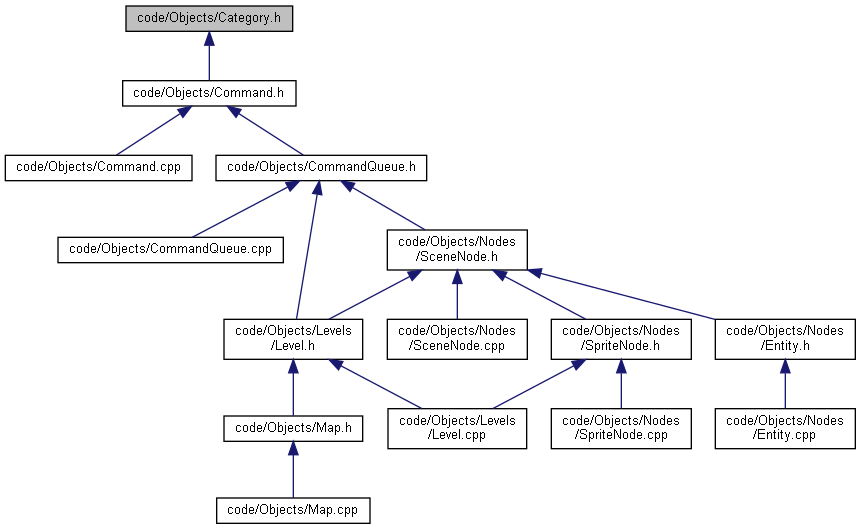 code/Objects/Category.h
code/Objects/Command.h
code/Objects/Command.cpp
code/Objects/CommandQueue.h
code/Objects/CommandQueue.cpp
code/Objects/Nodes
/SceneNode.h
code/Objects/Levels
/Level.h
code/Objects/Nodes
/SceneNode.cpp
code/Objects/Nodes
/SpriteNode.h
code/Objects/Nodes
/Entity.h
code/Objects/Map.h
code/Objects/Levels
/Level.cpp
code/Objects/Nodes
/SpriteNode.cpp
code/Objects/Nodes
/Entity.cpp
code/Objects/Map.cpp